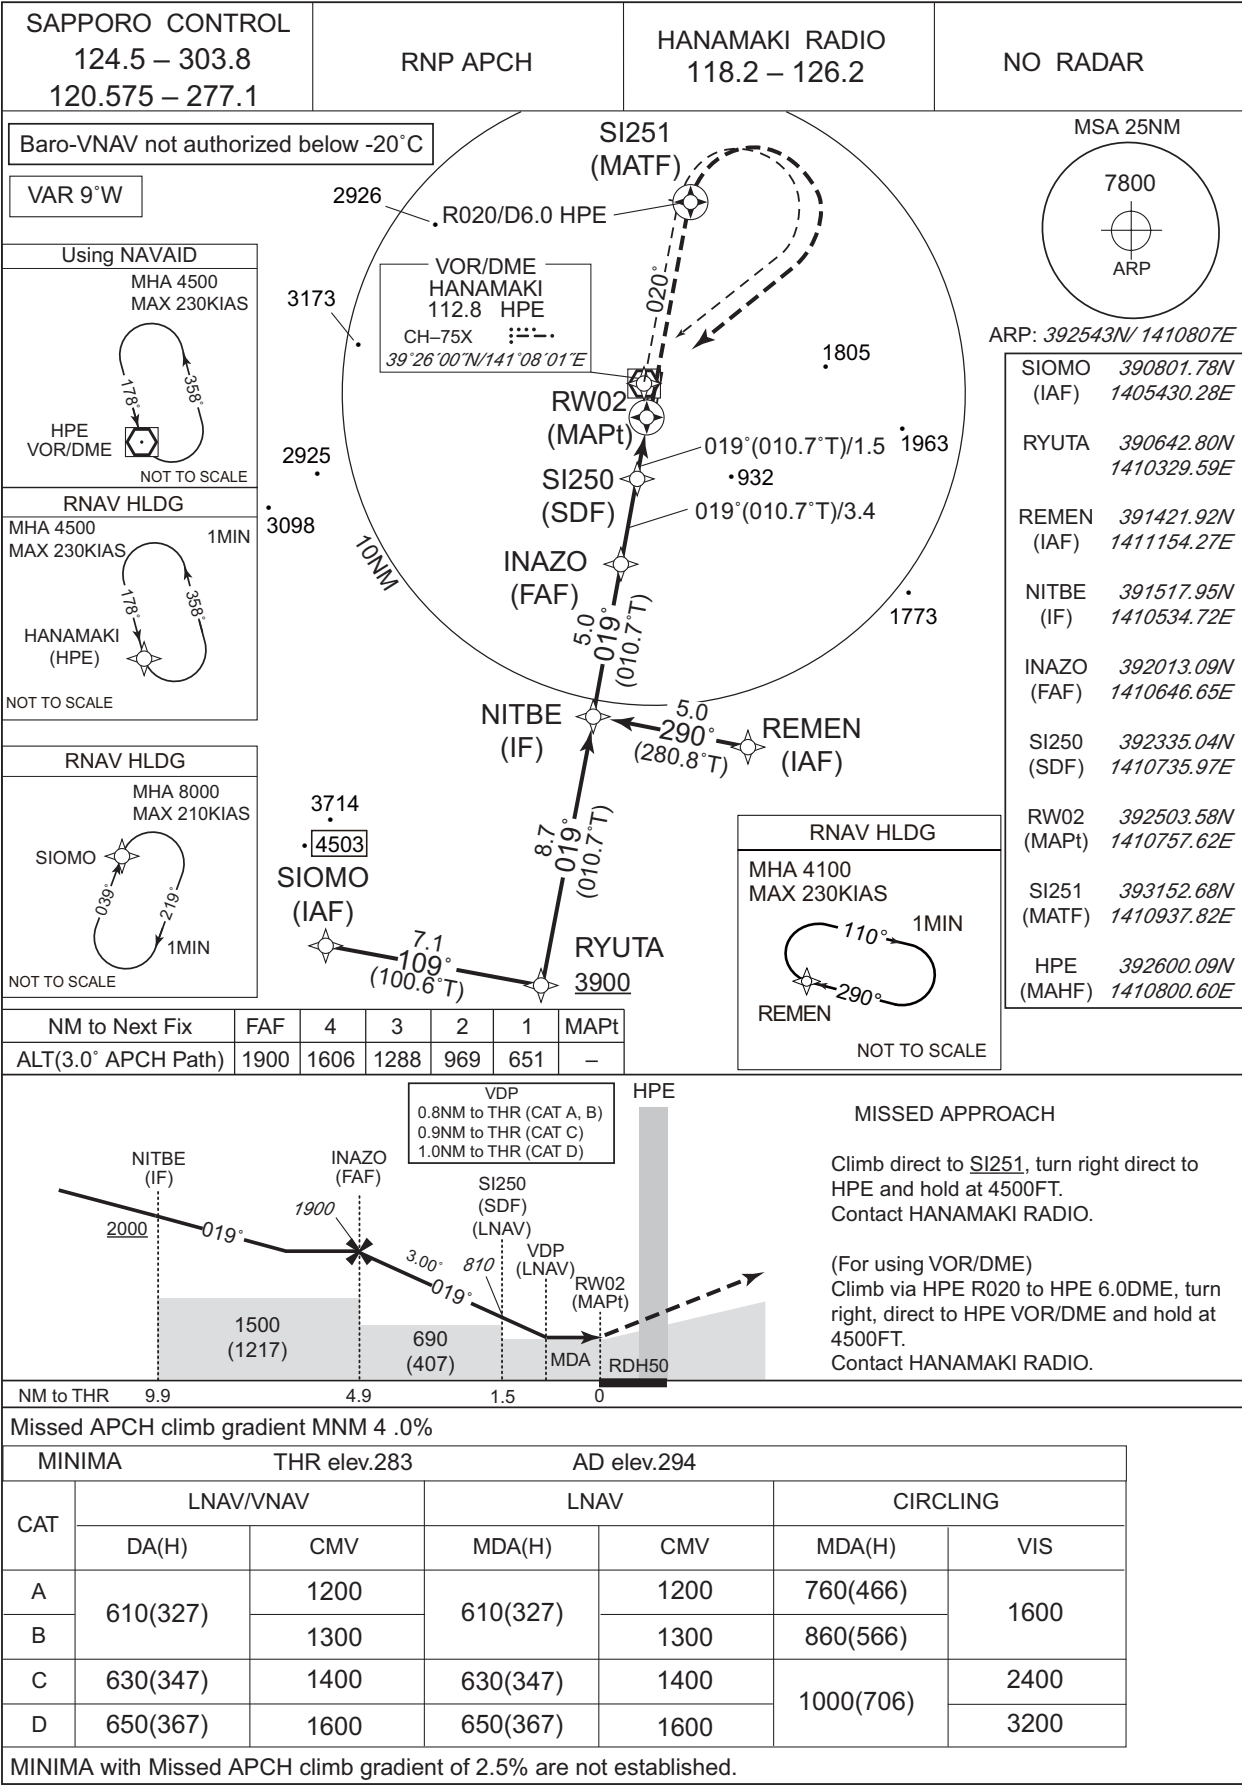 SAPPORO CONTROL
124.5 – 303.8
120.575 – 277.1
RNP APCH
HANAMAKI RADIO
118.2 – 126.2
NO RADAR
Baro-VNAV not authorized below -20˚C
VAR 9˚W
SI251
(MATF)
2926
R020/D6.0 HPE
MSA 25NM
7800
ARP
ARP: 392543N/ 1410807E
Using NAVAID
MHA 4500
MAX 230KIAS
178˚
358˚
HPE
VOR/DME
NOT TO SCALE
VOR/DME
HANAMAKI
112.8 HPE
CH–75X
39˚26´00˝N/141˚08´01˝E
3173
020˚
1805
RW02
(MAPt)
019˚(010.7˚T)/1.5
1963
2925
SI250
(SDF)
932
019˚(010.7˚T)/3.4
3098
10NM
INAZO
(FAF)
1773
5.0
019˚
(010.7˚T)
RNAV HLDG
MHA 4500
MAX 230KIAS
1MIN
178˚
358˚
HANAMAKI
(HPE)
NOT TO SCALE
NITBE
(IF)
5.0
290˚
(280.8˚T)
REMEN
(IAF)
RNAV HLDG
MHA 8000
MAX 210KIAS
SIOMO
039˚
219˚
1MIN
NOT TO SCALE
3714
4503
SIOMO
(IAF)
8.7
019˚
(010.7˚T)
7.1
109˚
(100.6˚T)
RYUTA
3900
RNAV HLDG
MHA 4100
MAX 230KIAS
110˚
1MIN
290˚
REMEN
NOT TO SCALE
SIOMO 390801.78N
(IAF) 1405430.28E
RYUTA 390642.80N
1410329.59E
REMEN 391421.92N
(IAF) 1411154.27E
NITBE 391517.95N
(IF) 1410534.72E
INAZO 392013.09N
(FAF) 1410646.65E
SI250 392335.04N
(SDF) 1410735.97E
RW02 392503.58N
(MAPt) 1410757.62E
SI251 393152.68N
(MATF) 1410937.82E
HPE 392600.09N
(MAHF) 1410800.60E
NM to Next Fix FAF 4 3 2 1 MAPt
ALT(3.0˚ APCH Path) 1900 1606 1288 969 651 –
VDP
0.8NM to THR (CAT A, B)
0.9NM to THR (CAT C)
1.0NM to THR (CAT D)
HPE
NITBE
(IF)
INAZO
(FAF)
SI250
(SDF)
(LNAV)
VDP
(LNAV)
RW02
(MAPt)
2000
019˚
1900
3.00˚
019˚
810
1500
(1217)
690
(407)
MDA
RDH50
NM to THR 9.9 4.9 1.5 0
MISSED APPROACH
Climb direct to SI251, turn right direct to
HPE and hold at 4500FT.
Contact HANAMAKI RADIO.
(For using VOR/DME)
Climb via HPE R020 to HPE 6.0DME, turn
right, direct to HPE VOR/DME and hold at
4500FT.
Contact HANAMAKI RADIO.
Missed APCH climb gradient MNM 4 .0%
MINIMA THR elev.283 AD elev.294
CAT LNAV/VNAV LNAV CIRCLING
DA(H) CMV MDA(H) CMV MDA(H) VIS
A 610(327) 1200 610(327) 1200 760(466) 1600
B 1300 1300 860(566)
C 630(347) 1400 630(347) 1400 1000(706) 2400
D 650(367) 1600 650(367) 1600 3200
MINIMA with Missed APCH climb gradient of 2.5% are not established.